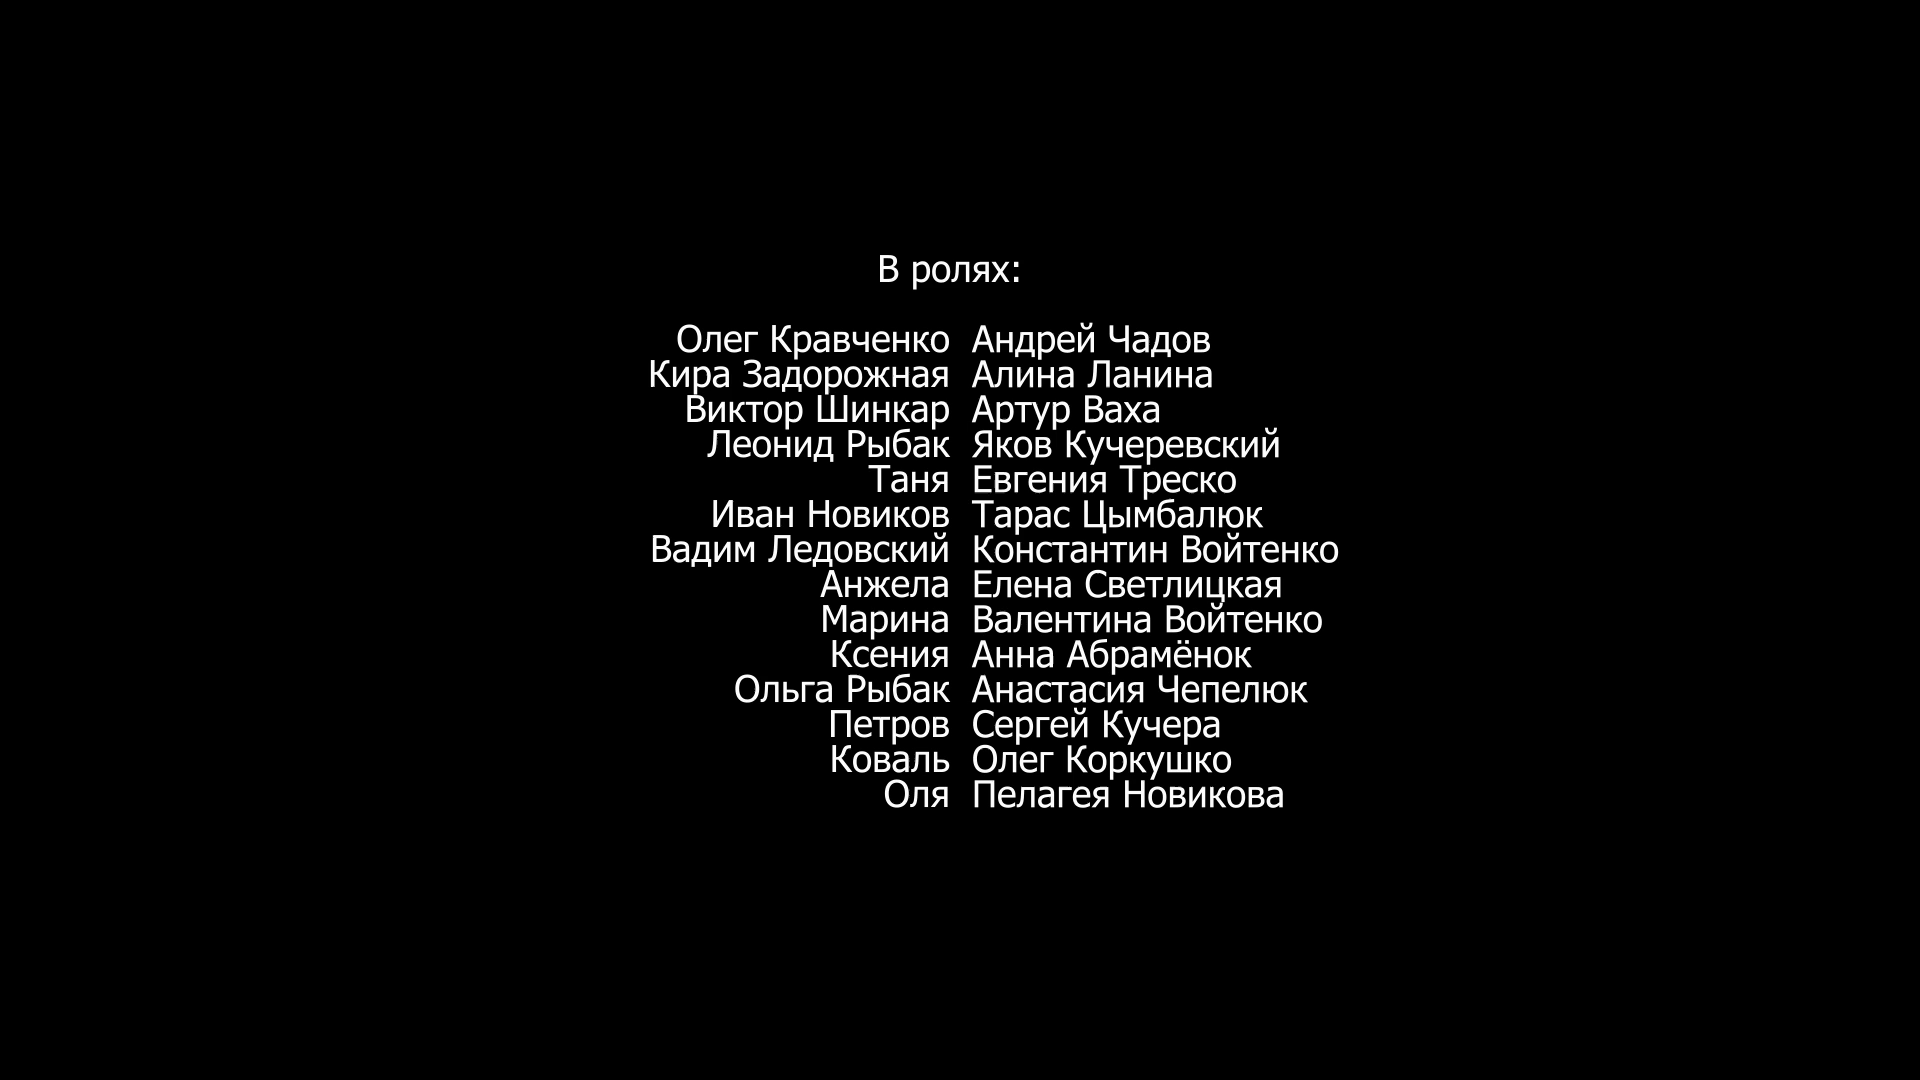 В ролях:
Олег Кравченко Андрей Чадов
Кира Задорожная Алина Ланина
Виктор Шинкар Артур Ваха
Леонид Рыбак Яков Кучеревский
Таня Евгения Треско
Иван Новиков Тарас Цымбалюк
Вадим Ледовский Константин Войтенко
Анжела Елена Светлицкая
Марина Валентина Войтенко
Ксения Анна Абрамёнок
Ольга Рыбак Анастасия Чепелюк
Петров Сергей Кучера
Коваль Олег Коркушко
Оля Пелагея Новикова